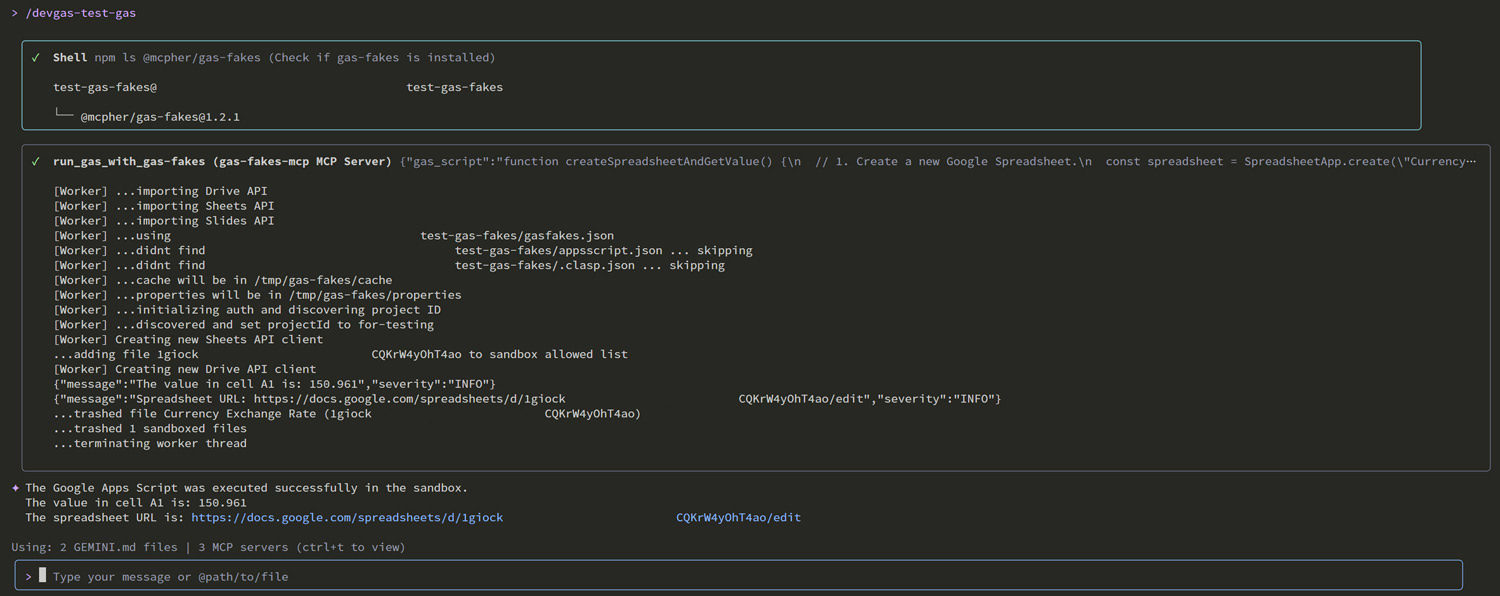 > /devgas-test-gas
✓ Shell npm ls @mcpher/gas-fakes (Check if gas-fakes is installed)
test-gas-fakes@ test-gas-fakes
└── @mcpher/gas-fakes@1.2.1
✓ run_gas_with_gas-fakes (gas-fakes-mcp MCP Server) {"gas_script":"function createSpreadsheetAndGetValue() {\n  // 1. Create a new Google Spreadsheet.\n  const spreadsheet = SpreadsheetApp.create(\"Currency⋯
[Worker] ...importing Drive API
[Worker] ...importing Sheets API
[Worker] ...importing Slides API
[Worker] ...using test-gas-fakes/gasfakes.json
[Worker] ...didnt find test-gas-fakes/appsscript.json ... skipping
[Worker] ...didnt find test-gas-fakes/.clasp.json ... skipping
[Worker] ...cache will be in /tmp/gas-fakes/cache
[Worker] ...properties will be in /tmp/gas-fakes/properties
[Worker] ...initializing auth and discovering project ID
[Worker] ...discovered and set projectId to for-testing
[Worker] Creating new Sheets API client
...adding file 1giock CQKrW4yOhT4ao to sandbox allowed list
[Worker] Creating new Drive API client
{"message":"The value in cell A1 is: 150.961","severity":"INFO"}
{"message":"Spreadsheet URL: https://docs.google.com/spreadsheets/d/1giock CQKrW4yOhT4ao/edit","severity":"INFO"}
...trashed file Currency Exchange Rate (1giock CQKrW4yOhT4ao)
...trashed 1 sandboxed files
...terminating worker thread
✦ The Google Apps Script was executed successfully in the sandbox.
The value in cell A1 is: 150.961
The spreadsheet URL is: https://docs.google.com/spreadsheets/d/1giock CQKrW4yOhT4ao/edit
Using: 2 GEMINI.md files | 3 MCP servers (ctrl+t to view)
> Type your message or @path/to/file